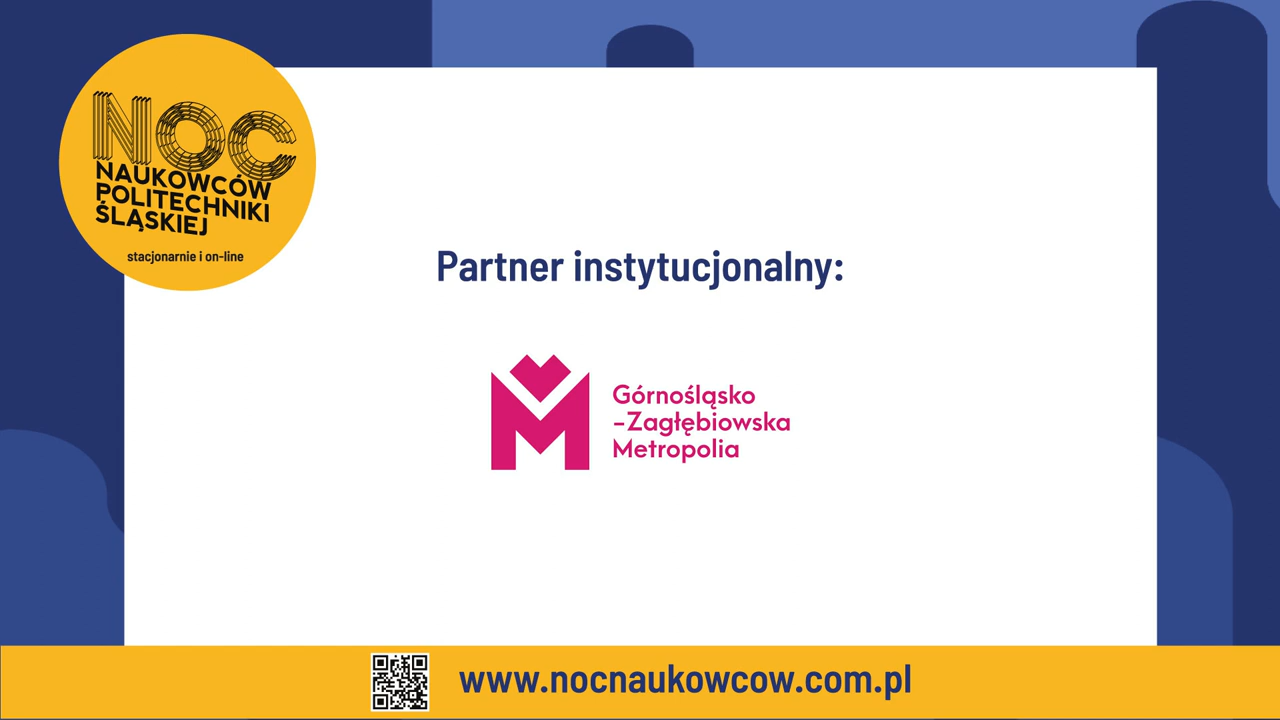 NOC
NAUKOWCÓW
POLITECHNIKI
ŚLĄSKIEJ
stacjonarnie i on-line
Partner instytucjonalny:
Górnośląsko
-Zagłębiowska
Metropolia
www.nocnaukowcow.com.pl